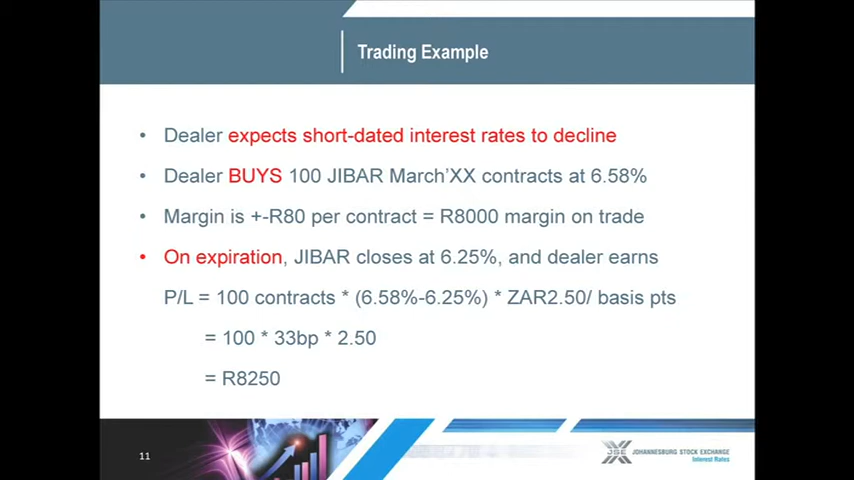 Trading Example
• Dealer expects short-dated interest rates to decline
• Dealer BUYS 100 JIBAR March'XX contracts at 6.58%
• Margin is +-R80 per contract = R8000 margin on trade
• On expiration, JIBAR closes at 6.25%, and dealer earns
P/L = 100 contracts * (6.58%-6.25%) * ZAR2.50/ basis pts
= 100 * 33bp * 2.50
= R8250
11
JSE
JOHANNESBURG STOCK EXCHANGE
Interest Rates